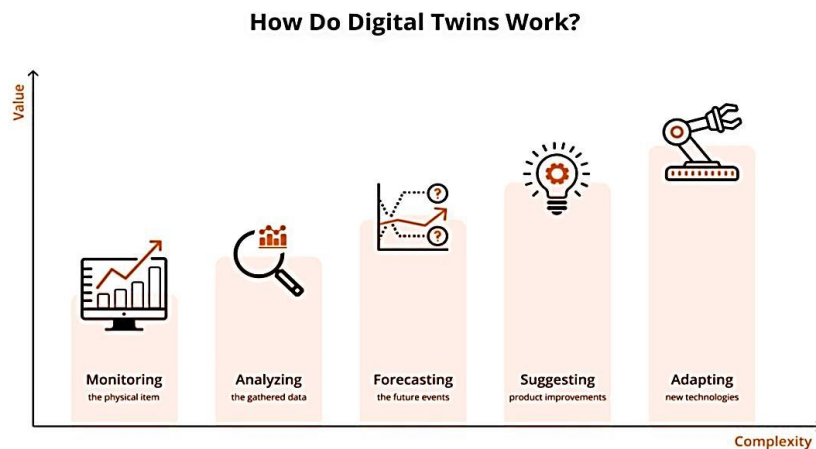 How Do Digital Twins Work?
Value
?
?
Monitoring
the physical item
Analyzing
the gathered data
Forecasting
the future events
Suggesting
product improvements
Adapting
new technologies
Complexity